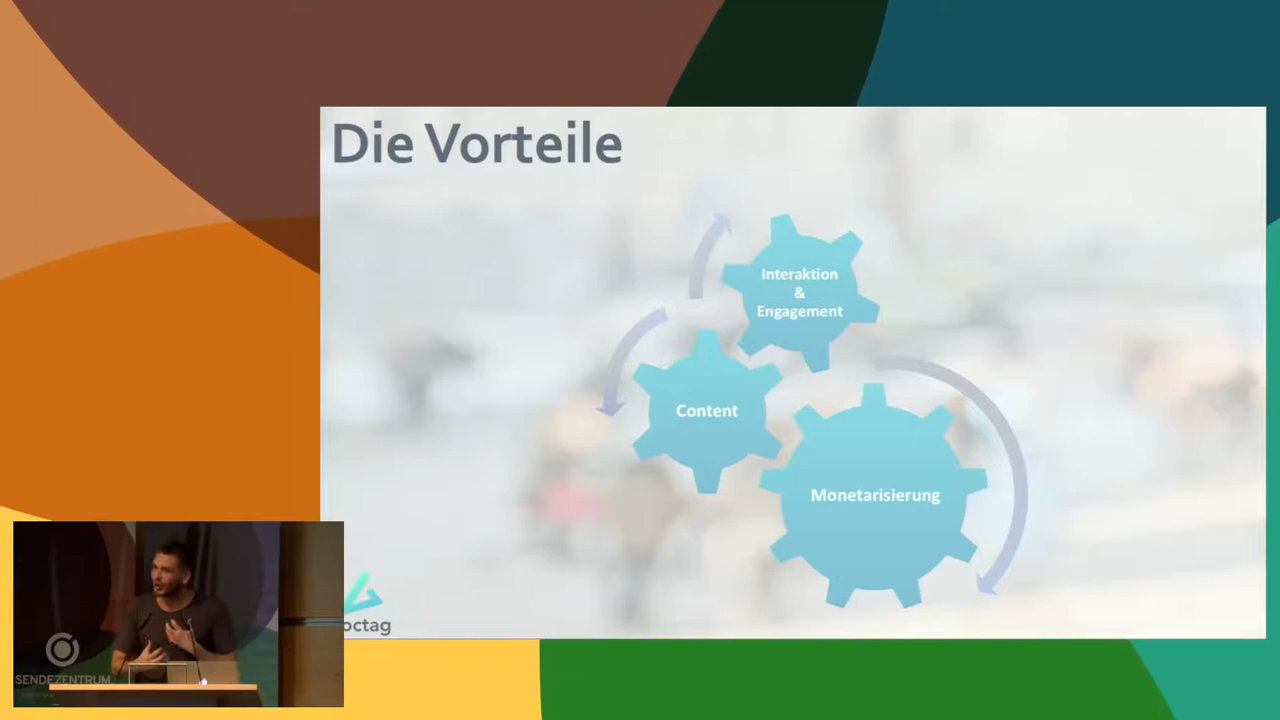 Die Vorteile
Interaktion
&
Engagement
Content
Monetarisierung
octag
SENDEZENTRUM